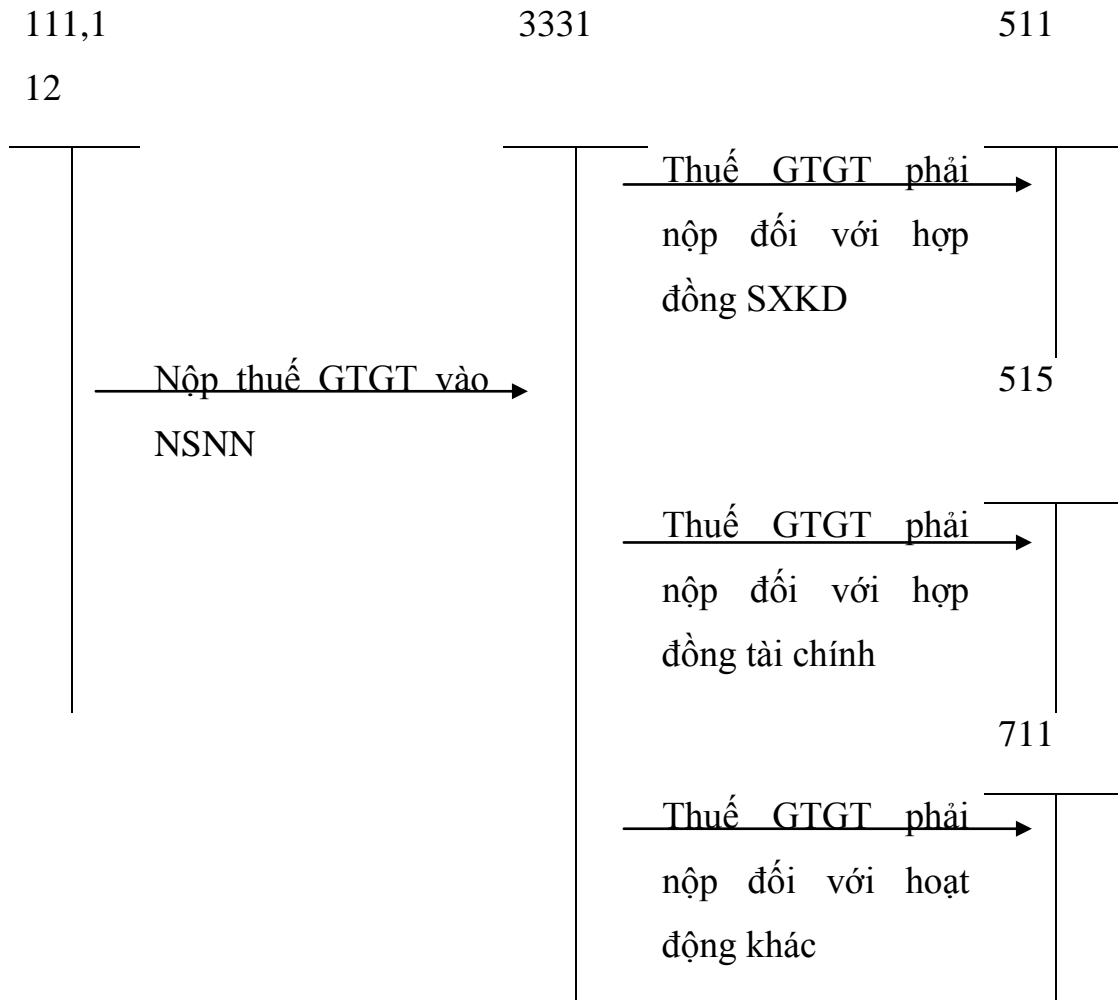 111,1
12
3331
511
Thuế GTGT phải
nộp đối với hợp
đồng SXKD
Nộp thuế GTGT vào
NSNN
515
Thuế GTGT phải
nộp đối với hợp
đồng tài chính
711
Thuế GTGT phải
nộp đối với hoạt
động khác